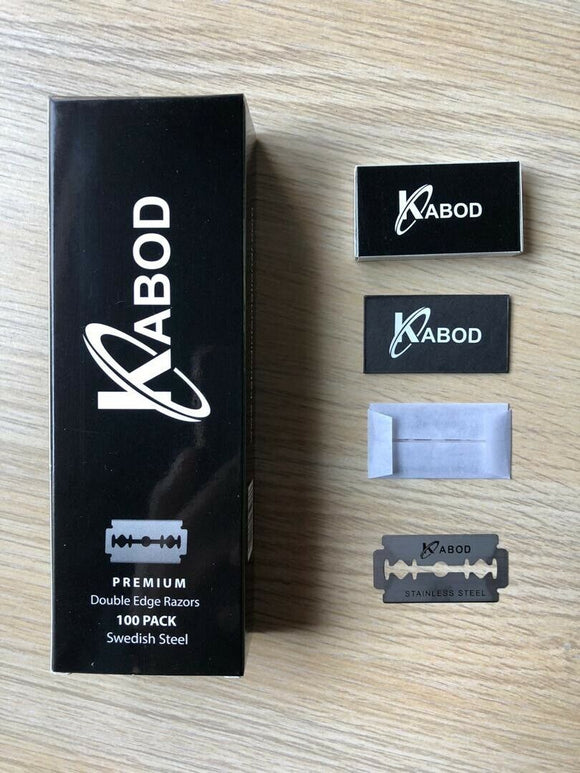 KABOD
PREMIUM
Double Edge Razors
100 PACK
Swedish Steel
KABOD
KABOD
KABOD
STAINLESS STEEL